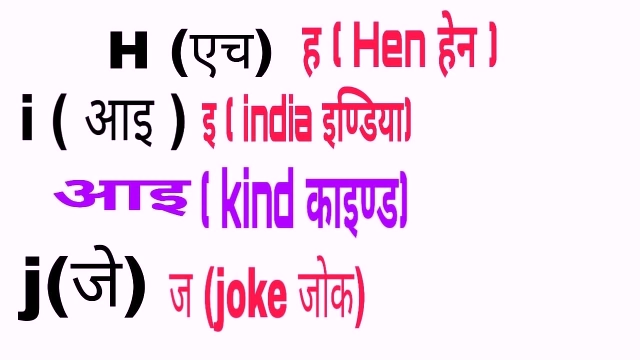 H (एच) ह ( Hen हेन )
i ( आइ ) इ ( india इण्डिया)
आइ ( kind काइण्ड)
j(जे) ज (joke जोक)